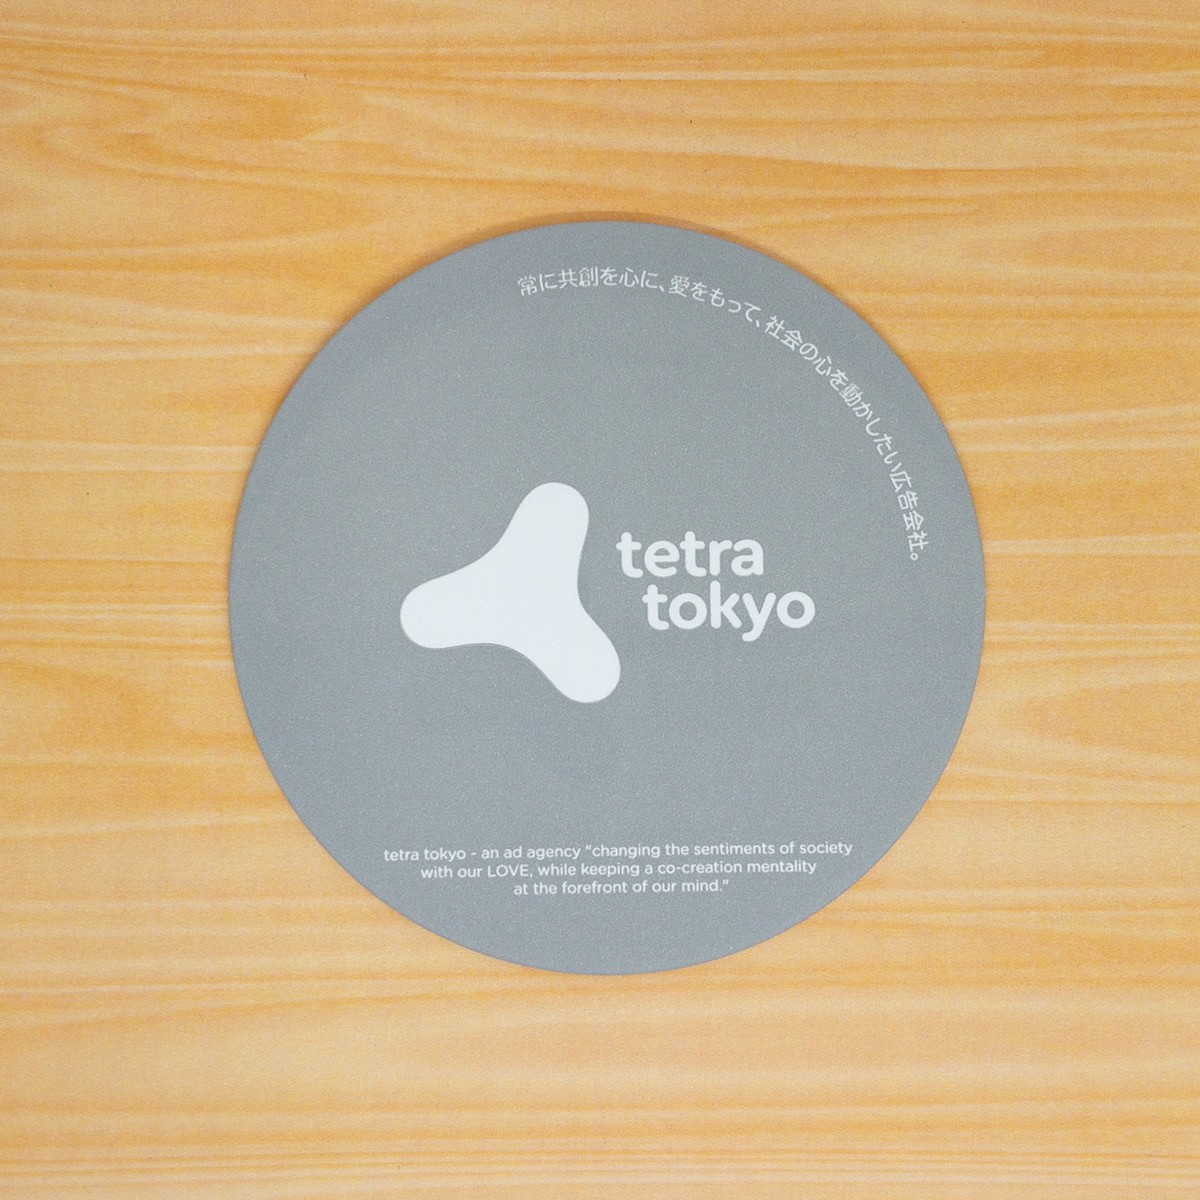 常に共創を心に、愛をもって、社会の心を動かしたい広告会社。
tetra
tokyo
tetra tokyo - an ad agency "changing the sentiments of society
with our LOVE, while keeping a co-creation mentality
at the forefront of our mind."